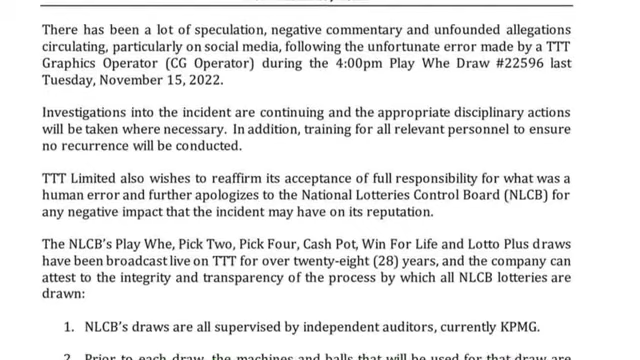 There has been a lot of speculation, negative commentary and unfounded allegations
circulating, particularly on social media, following the unfortunate error made by a TTT
Graphics Operator (CG Operator) during the 4:00pm Play Whe Draw #22596 last
Tuesday, November 15, 2022.
Investigations into the incident are continuing and the appropriate disciplinary actions
will be taken where necessary. In addition, training for all relevant personnel to ensure
no recurrence will be conducted.
TTT Limited also wishes to reaffirm its acceptance of full responsibility for what was a
human error and further apologizes to the National Lotteries Control Board (NLCB) for
any negative impact that the incident may have on its reputation.
The NLCB's Play Whe, Pick Two, Pick Four, Cash Pot, Win For Life and Lotto Plus draws
have been broadcast live on TTT for over twenty-eight (28) years, and the company can
attest to the integrity and transparency of the process by which all NLCB lotteries are
drawn:
1. NLCB's draws are all supervised by independent auditors, currently KPMG.
2. Prior to each draw, the machines and balls that will be used for that draw are